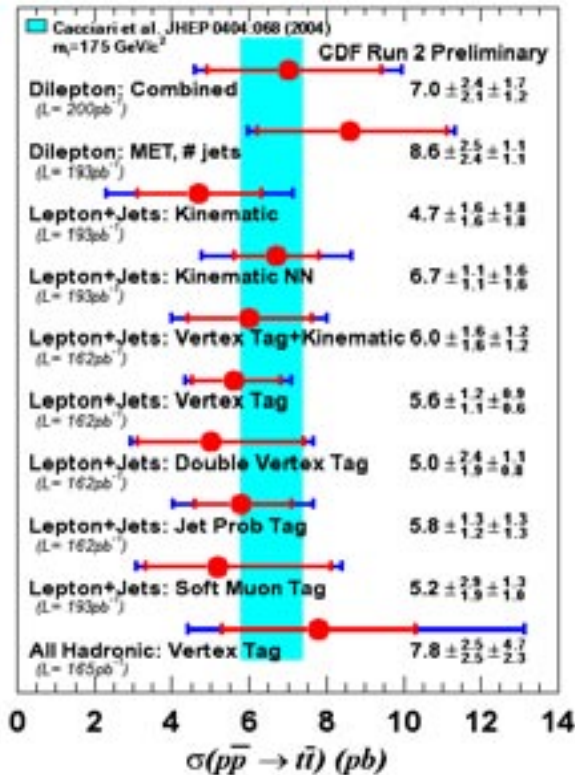 Cacciari et al. JHEP 0404:068 (2004)
mt=175 GeV/c²
CDF Run 2 Preliminary
Dilepton: Combined 7.0 ± 2.4 2.1 ± 1.7 1.2
(L= 200pb⁻¹)
Dilepton: MET, # jets 8.6 ± 2.5 2.4 ± 1.1 1.1
(L= 193pb⁻¹)
Lepton+Jets: Kinematic 4.7 ± 1.6 1.6 ± 1.8 1.8
(L= 193pb⁻¹)
Lepton+Jets: Kinematic NN 6.7 ± 1.1 1.1 ± 1.6 1.6
(L= 193pb⁻¹)
Lepton+Jets: Vertex Tag+Kinematic 6.0 ± 1.6 1.6 ± 1.2 1.2
(L= 162pb⁻¹)
Lepton+Jets: Vertex Tag 5.6 ± 1.2 1.1 ± 0.9 0.6
(L= 162pb⁻¹)
Lepton+Jets: Double Vertex Tag 5.0 ± 2.4 1.9 ± 1.1 0.8
(L= 162pb⁻¹)
Lepton+Jets: Jet Prob Tag 5.8 ± 1.3 1.2 ± 1.3 1.3
(L= 162pb⁻¹)
Lepton+Jets: Soft Muon Tag 5.2 ± 2.9 1.9 ± 1.3 1.0
(L= 193pb⁻¹)
All Hadronic: Vertex Tag 7.8 ± 2.5 2.5 ± 4.7 2.3
(L= 165pb⁻¹)
0 2 4 6 8 10 12 14
σ(pp̅ → tt̅) (pb)